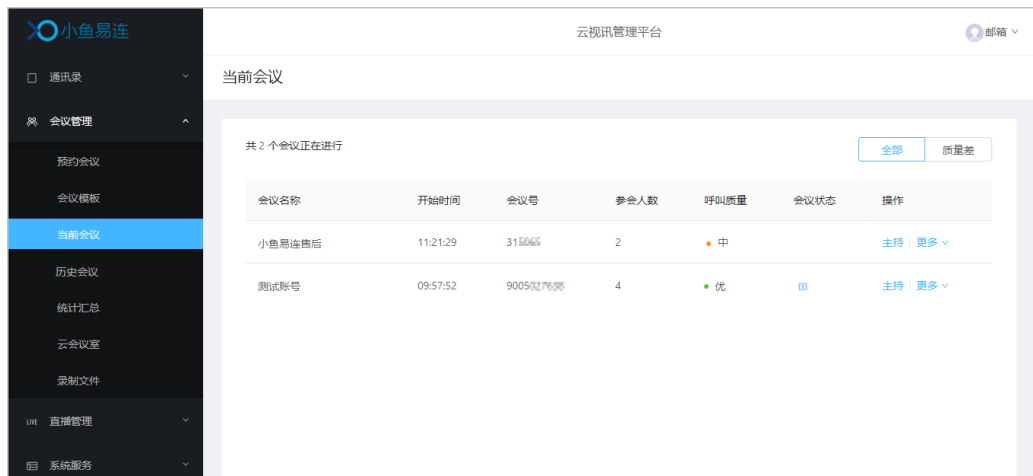 小鱼易连
云视讯管理平台
邮箱
通讯录
当前会议
会议管理
预约会议
会议模板
当前会议
历史会议
统计汇总
云会议室
录制文件
LIVE 直播管理
系统服务
共 2 个会议正在进行
全部 质量差
会议名称 开始时间 会议号 参会人数 呼叫质量 会议状态 操作
小鱼易连售后 11:21:29 2 中 主持 更多
测试账号 09:57:52 4 优 主持 更多